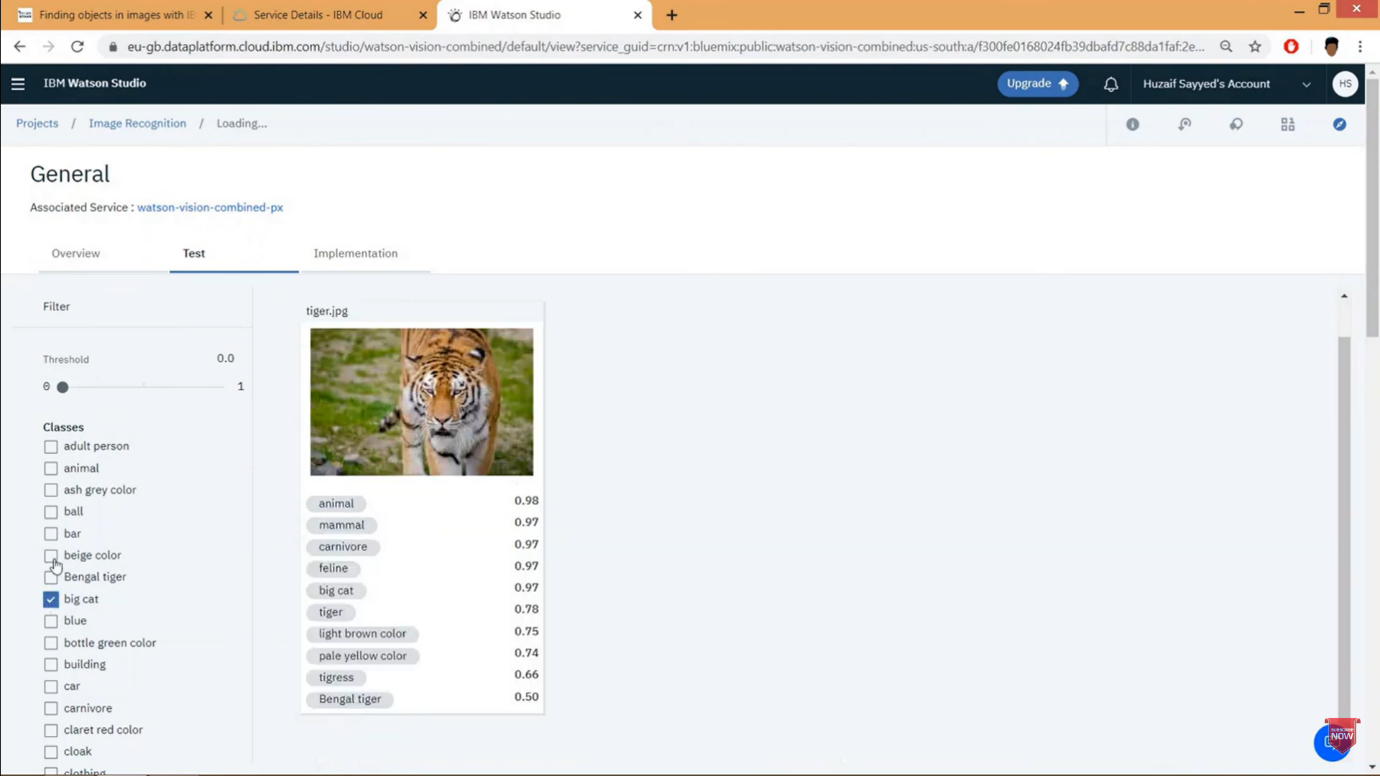 Finding objects in images with IB
Service Details - IBM Cloud
IBM Watson Studio
eu-gb.dataplatform.cloud.ibm.com/studio/watson-vision-combined/default/view?service_guid=crn:v1:bluemix:public:watson-vision-combined:us-south:a/f300fe0168024fb39dbafd7c88da1faf:2e...
IBM Watson Studio
Upgrade
Huzaif Sayyed's Account
HS
Projects / Image Recognition / Loading...
General
Associated Service : watson-vision-combined-px
Overview
Test
Implementation
Filter
Threshold 0.0
0 1
Classes
adult person
animal
ash grey color
ball
bar
beige color
Bengal tiger
big cat
blue
bottle green color
building
car
carnivore
claret red color
cloak
clothing
tiger.jpg
animal 0.98
mammal 0.97
carnivore 0.97
feline 0.97
big cat 0.97
tiger 0.78
light brown color 0.75
pale yellow color 0.74
tigress 0.66
Bengal tiger 0.50
SUBSCRIBE
NOW